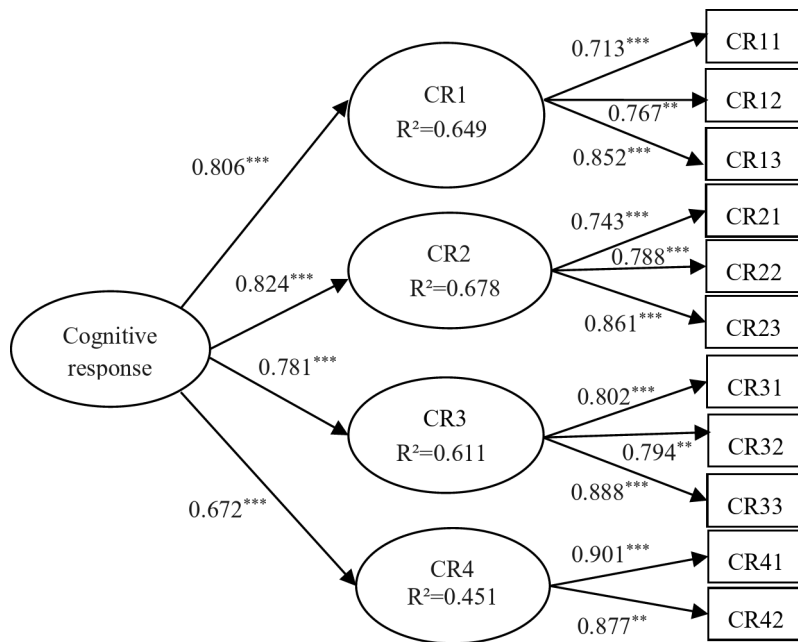 0.713***
CR11
CR1
R²=0.649
0.767**
CR12
0.852***
CR13
0.806***
0.743***
CR21
CR2
R²=0.678
0.788***
CR22
0.824***
0.861***
CR23
Cognitive
response
0.781***
0.802***
CR31
CR3
R²=0.611
0.794**
CR32
0.888***
CR33
0.672***
0.901***
CR41
CR4
R²=0.451
0.877**
CR42